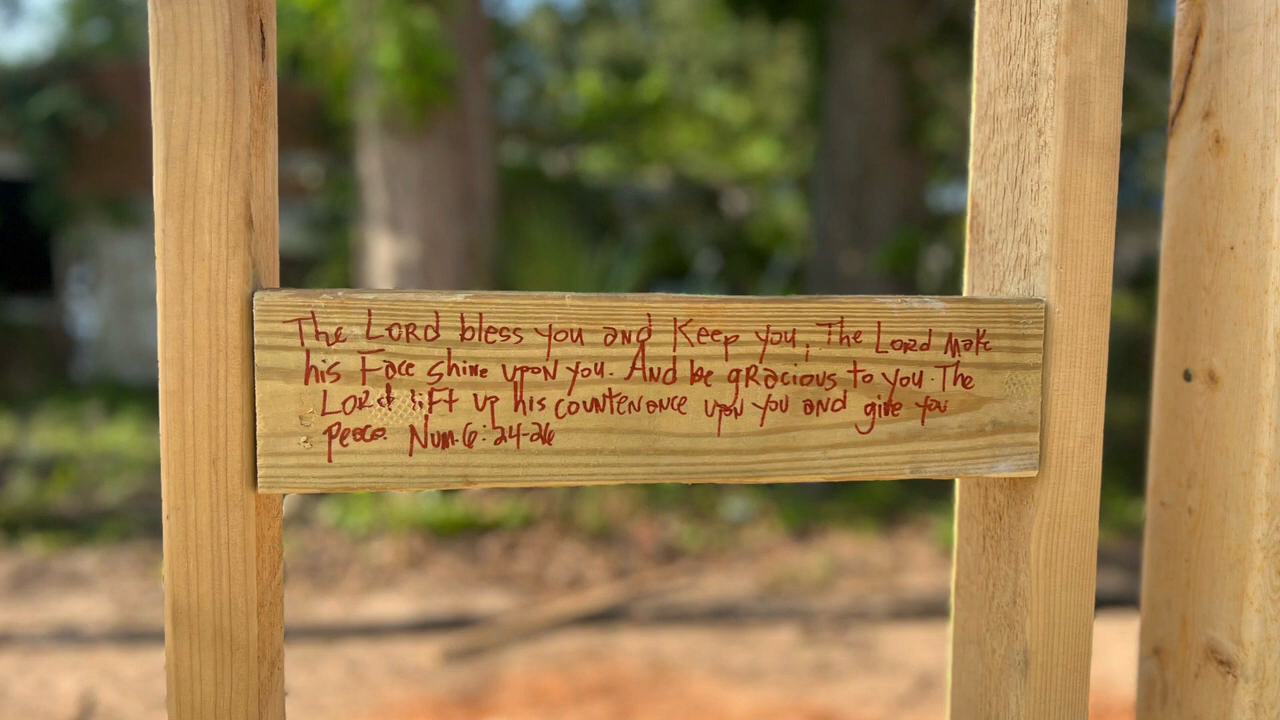 The LORD bless you and Keep you, The Lord Make
his Face shine upon you. And be gracious to you. The
Lord lift up his countenance upon you and give you
peace. Num. 6:24-26